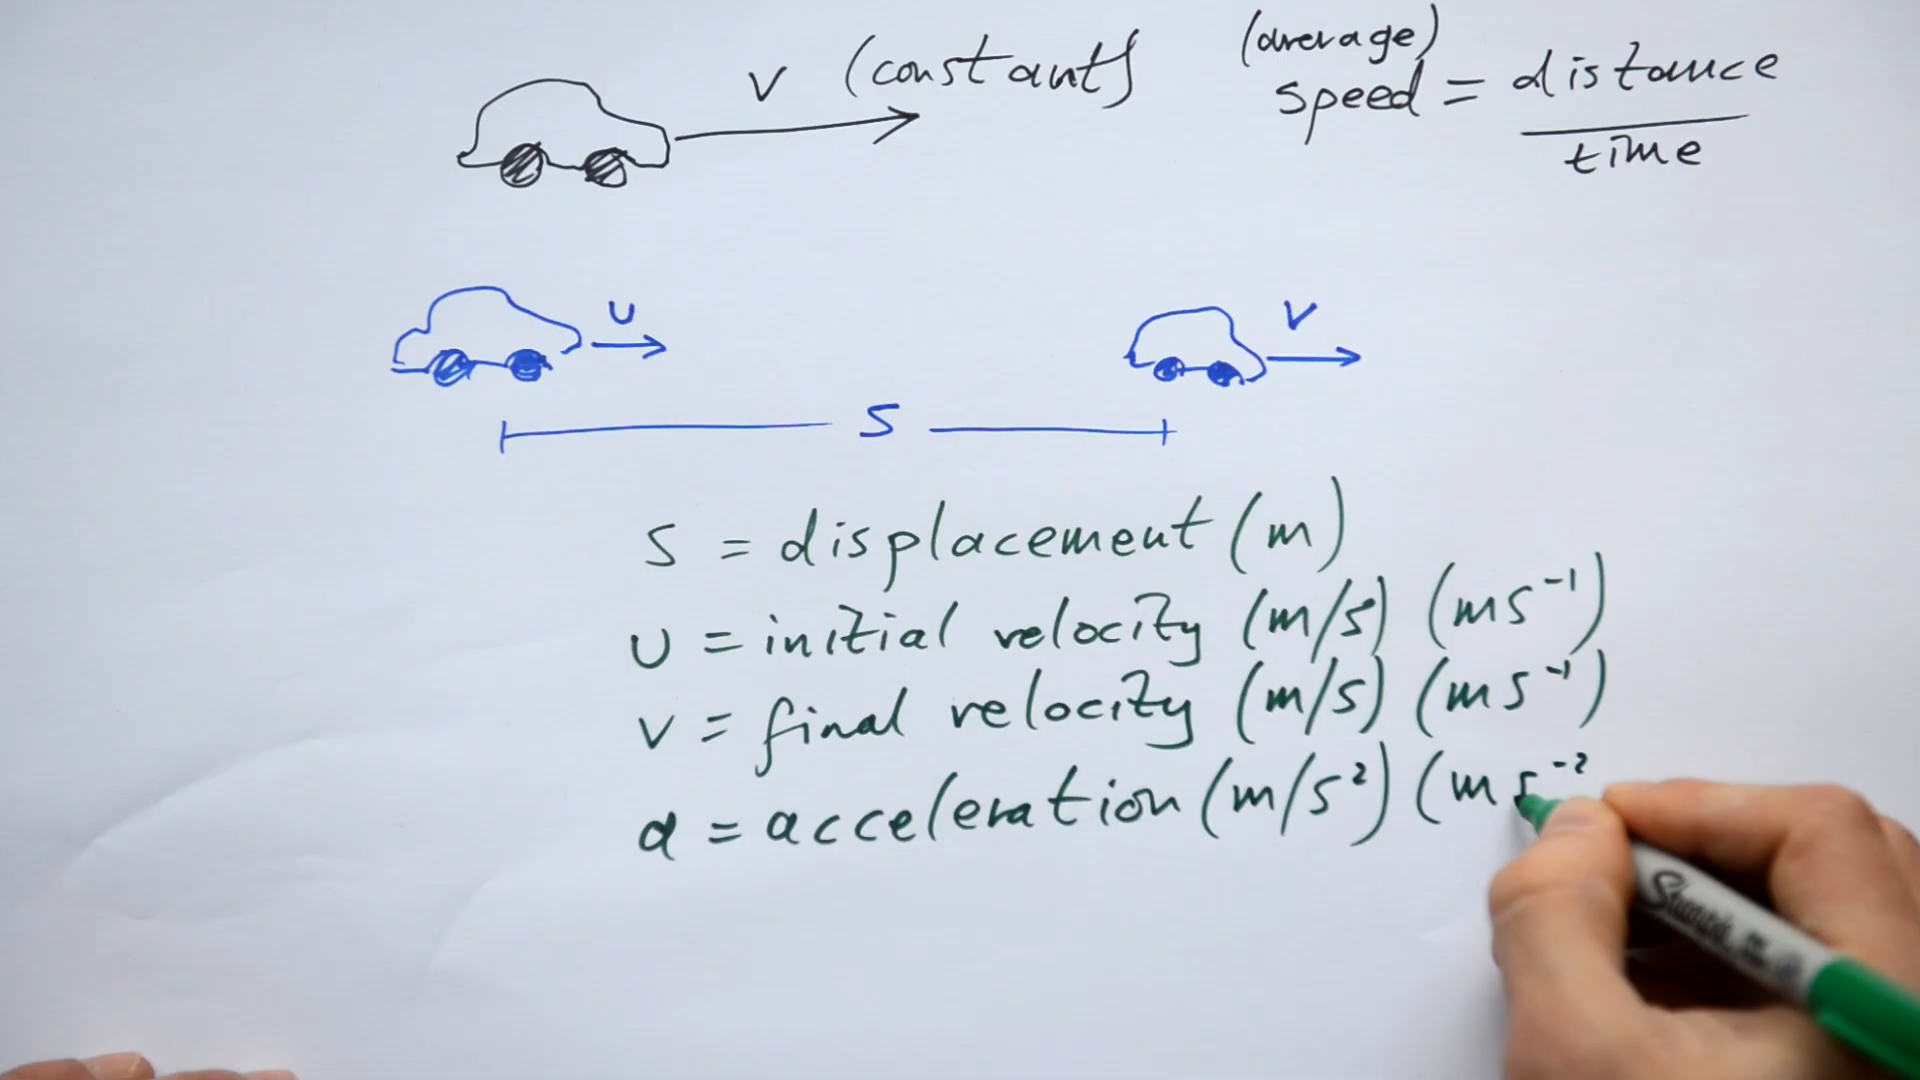 v (constant)
(average)
speed = distance
time
u
v
s
s = displacement (m)
u = initial velocity (m/s) (ms⁻¹)
v = final velocity (m/s) (ms⁻¹)
a = acceleration (m/s²) (ms⁻²